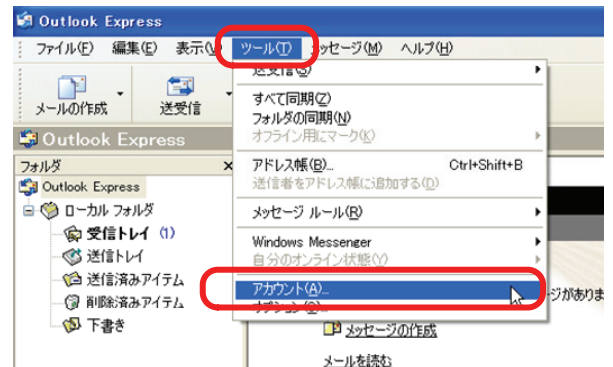 Outlook Express
ファイル(F) 編集(E) 表示(V) ツール(T) メッセージ(M) ヘルプ(H)
メールの作成 送受信
送受信(S)
すべて同期(Z)
フォルダの同期(N)
オフライン用にマーク(K)
Outlook Express
フォルダ ×
アドレス帳(B)... Ctrl+Shift+B
送信者をアドレス帳に追加する(D)
Outlook Express
ローカル フォルダ
メッセージ ルール(R)
受信トレイ (1)
Windows Messenger
送信トレイ
自分のオンライン状態(Y)
送信済みアイテム
アカウント(A)...
削除済みアイテム
オプション(O)...
ージがありま
下書き
メッセージの作成
メールを読む